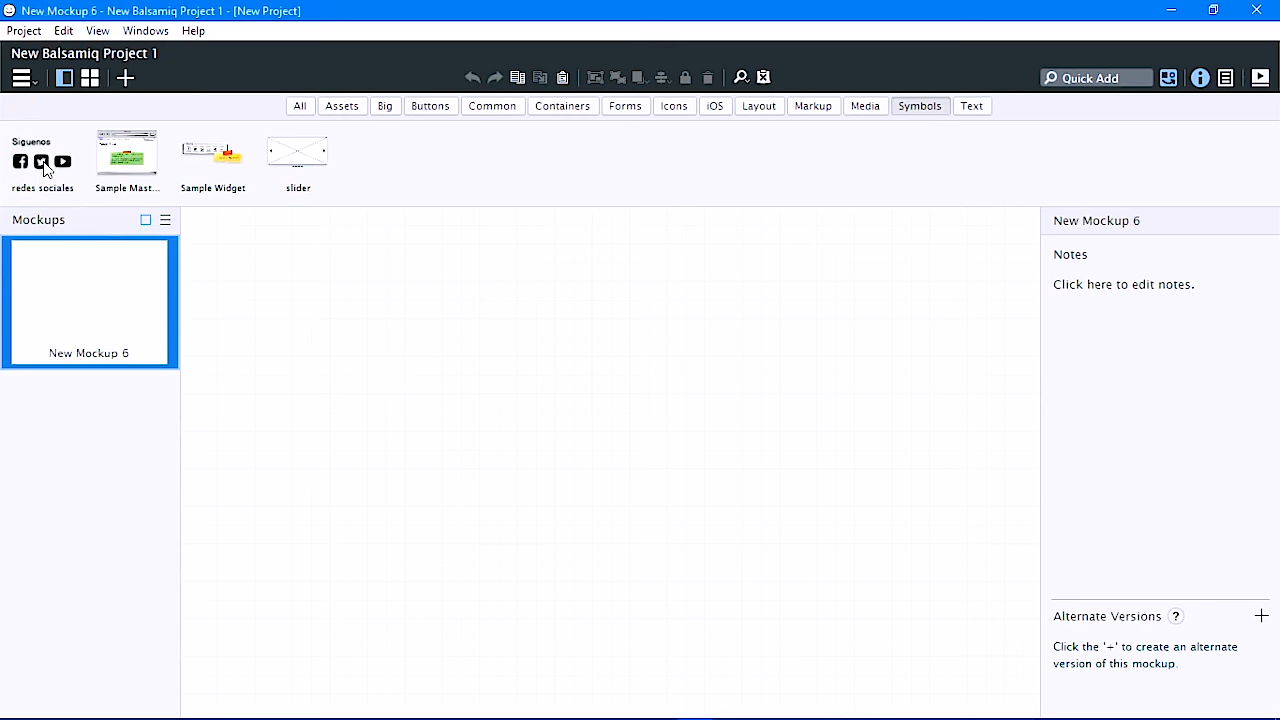 New Mockup 6 - New Balsamiq Project 1 - [New Project]
Project Edit View Windows Help
New Balsamiq Project 1
Quick Add
All Assets Big Buttons Common Containers Forms Icons iOS Layout Markup Media Symbols Text
Siguenos
redes sociales Sample Mast... Sample Widget slider
Mockups
New Mockup 6
New Mockup 6
Notes
Click here to edit notes.
Alternate Versions ?
Click the '+' to create an alternate
version of this mockup.